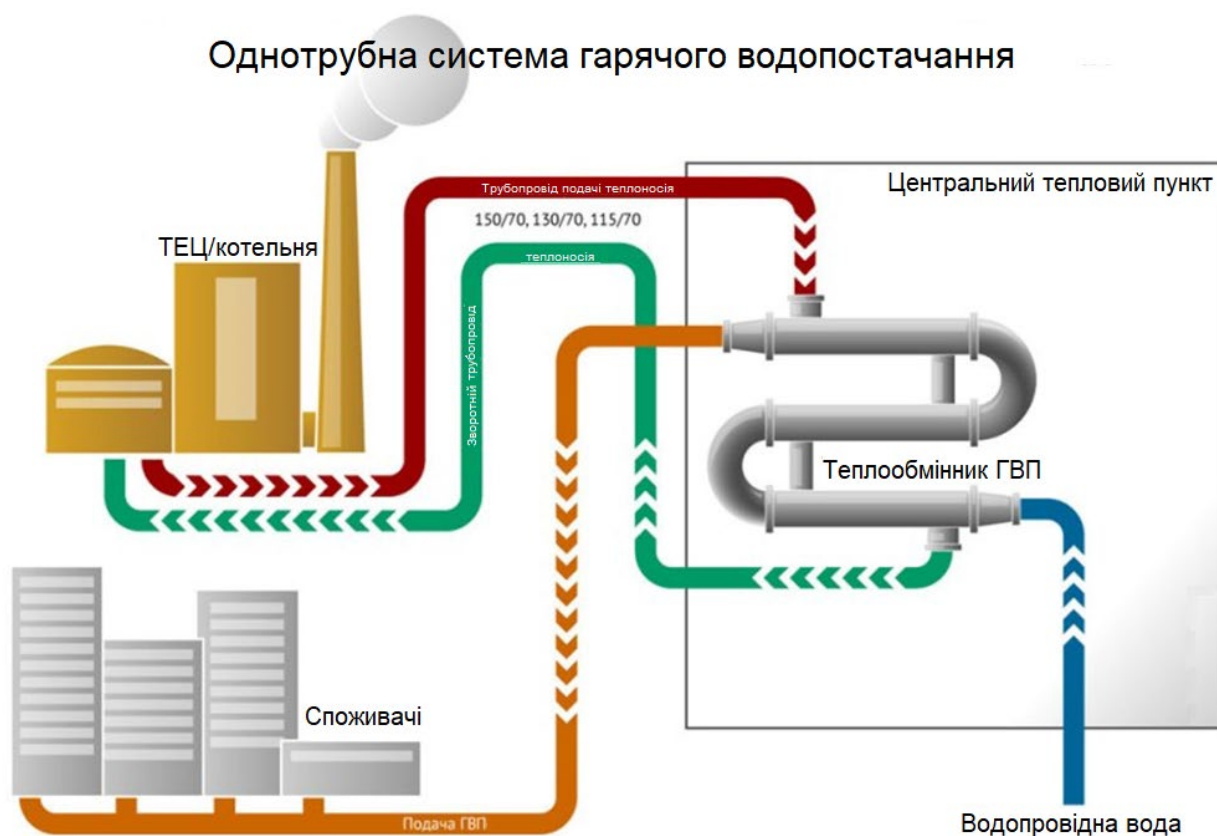 Однотрубна система гарячого водопостачання
Центральний тепловий пункт
Трубопровід подачі теплоносія
150/70, 130/70, 115/70
ТЕЦ/котельня
теплоносія
Зворотній трубопровід
Теплообмінник ГВП
Споживачі
Подача ГВП
Водопровідна вода